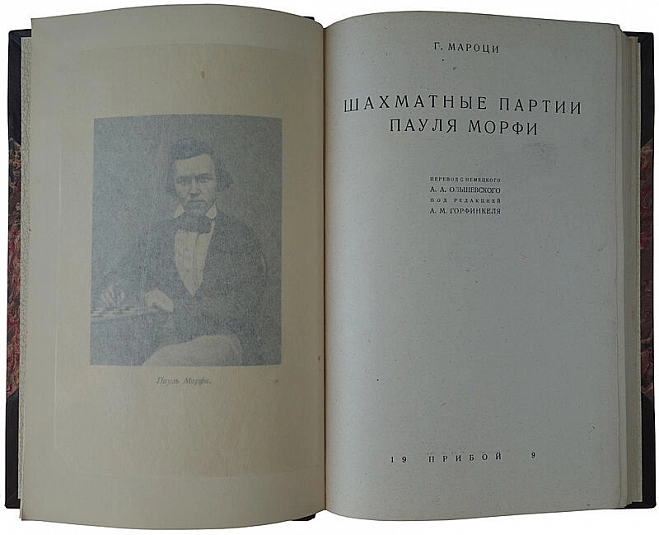 Пауль Морфи.
Г. МАРОЦИ
ШАХМАТНЫЕ ПАРТИИ
ПАУЛЯ МОРФИ
ПЕРЕВОД С НЕМЕЦКОГО
А. А. ОЛЬШЕВСКОГО
ПОД РЕДАКЦИЕЙ
А. М. ГОРФИНКЕЛЯ
19 ПРИБОЙ 9